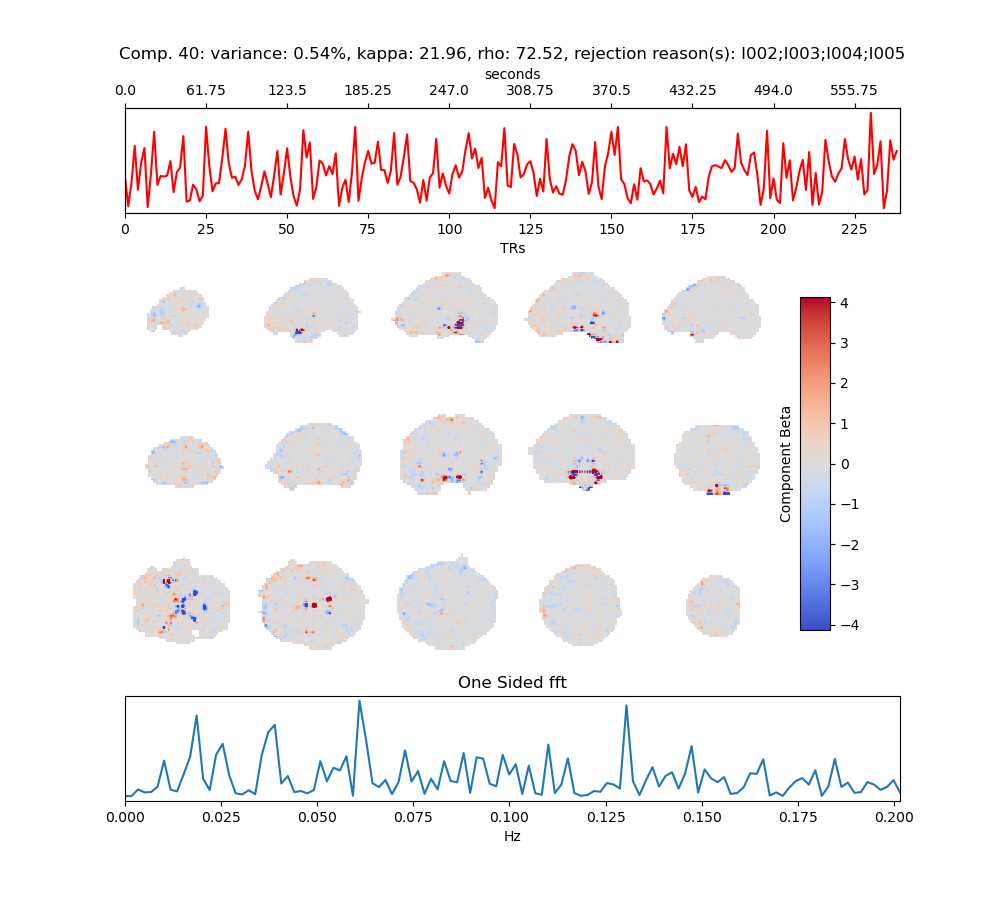 Comp. 40: variance: 0.54%, kappa: 21.96, rho: 72.52, rejection reason(s): I002;I003;I004;I005
seconds
0.0 61.75 123.5 185.25 247.0 308.75 370.5 432.25 494.0 555.75
0 25 50 75 100 125 150 175 200 225
TRs
4
3
2
1
0
−1
−2
−3
−4
Component Beta
One Sided fft
0.000 0.025 0.050 0.075 0.100 0.125 0.150 0.175 0.200
Hz